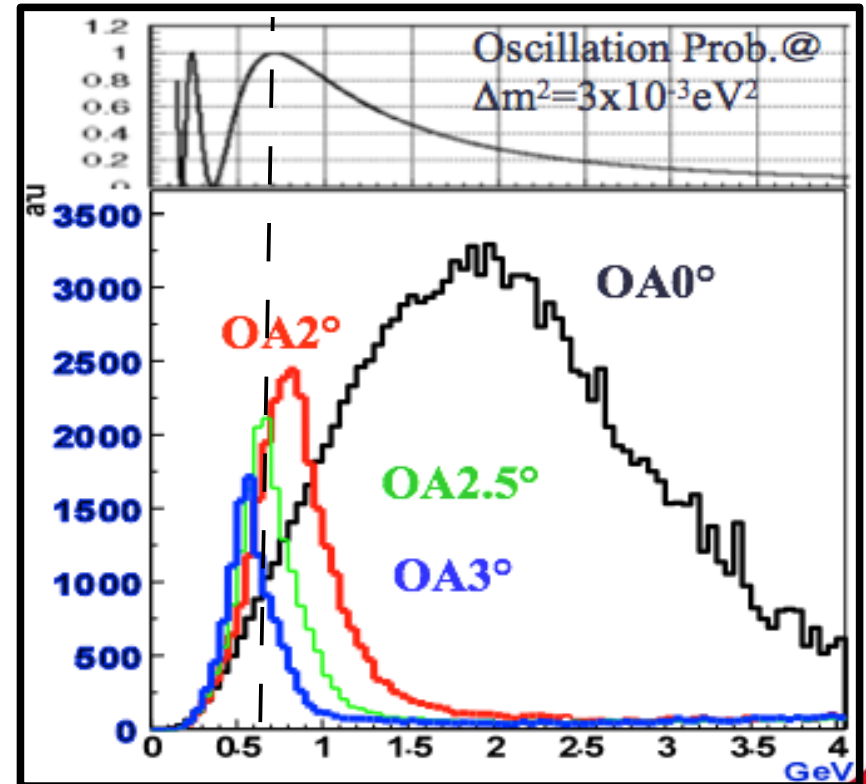 1.2
1
0.8
0.6
0.4
0.2
0
Oscillation Prob.@
Δm²=3x10⁻³eV²
au
3500
3000
2500
2000
1500
1000
500
0
OA0°
OA2°
OA2.5°
OA3°
0 0.5 1 1.5 2 2.5 3 3.5 4
GeV